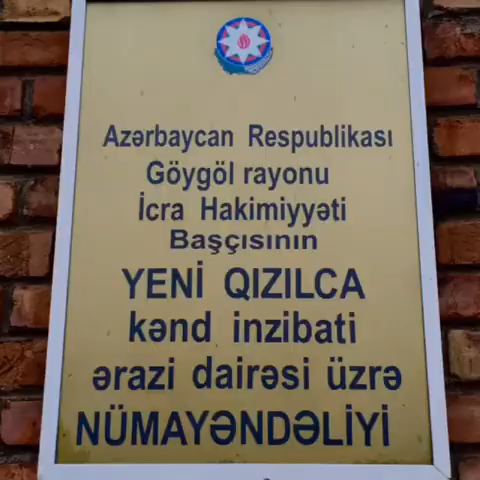 Azərbaycan Respublikası
Göygöl rayonu
İcra Hakimiyyəti
Başçısının
YENİ QIZILCA
kənd inzibati
ərazi dairəsi üzrə
NÜMAYƏNDƏLİYİ